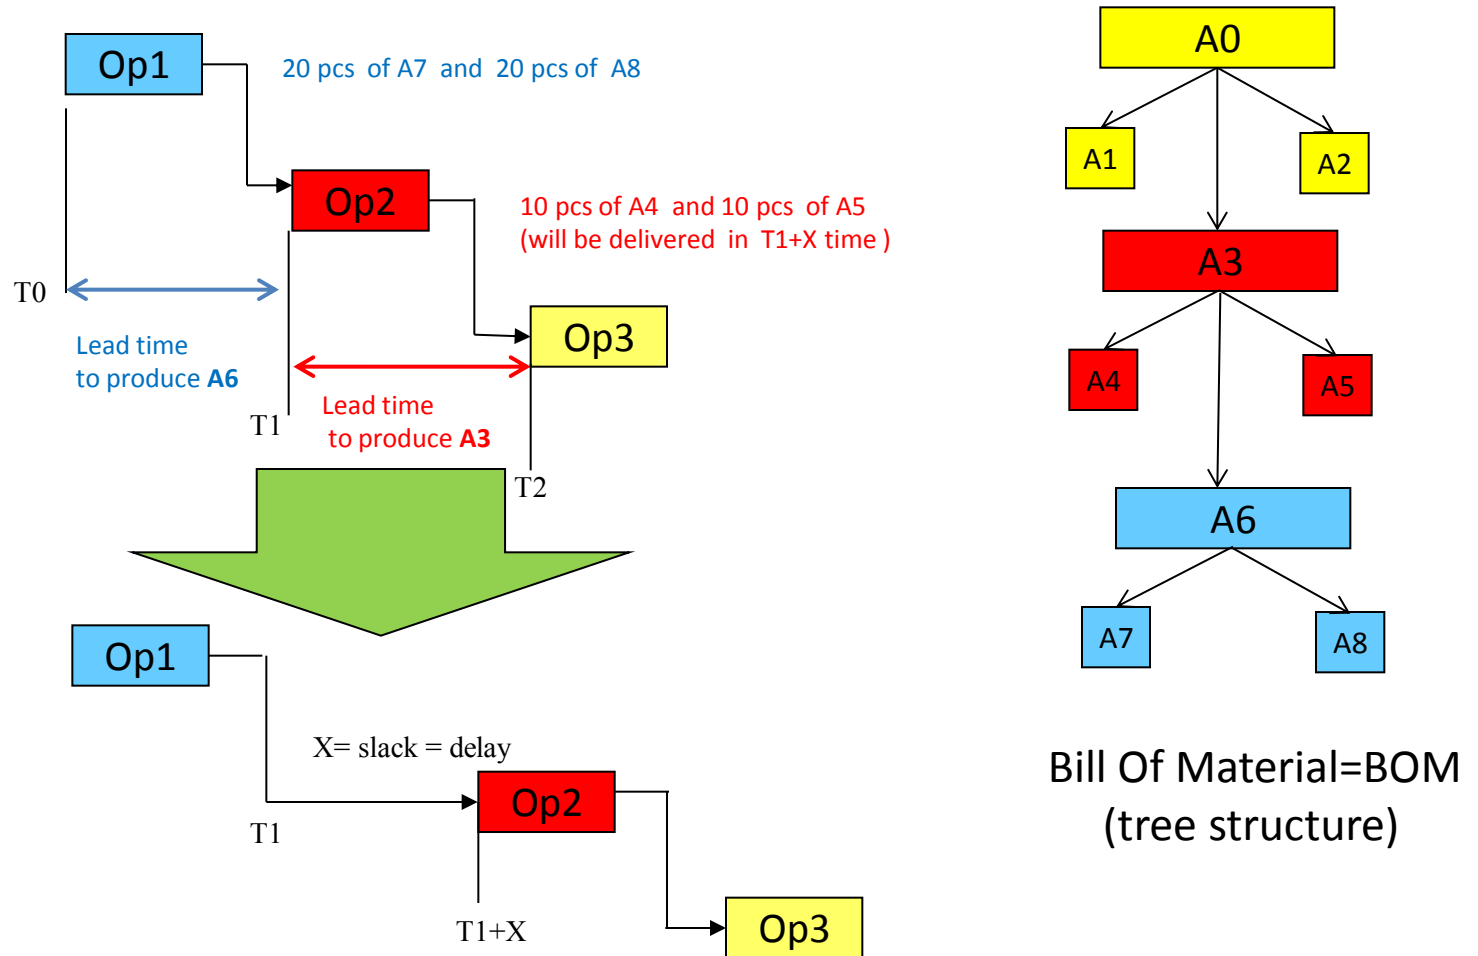 Op1
20 pcs of A7 and 20 pcs of A8
Op2
10 pcs of A4 and 10 pcs of A5
(will be delivered in T1+X time )
T0
Op3
Lead time
to produce A6
T1
Lead time
to produce A3
T2
Op1
X= slack = delay
Op2
T1
T1+X
Op3
A0
A1
A2
A3
A4
A5
A6
A7
A8
Bill Of Material=BOM
(tree structure)